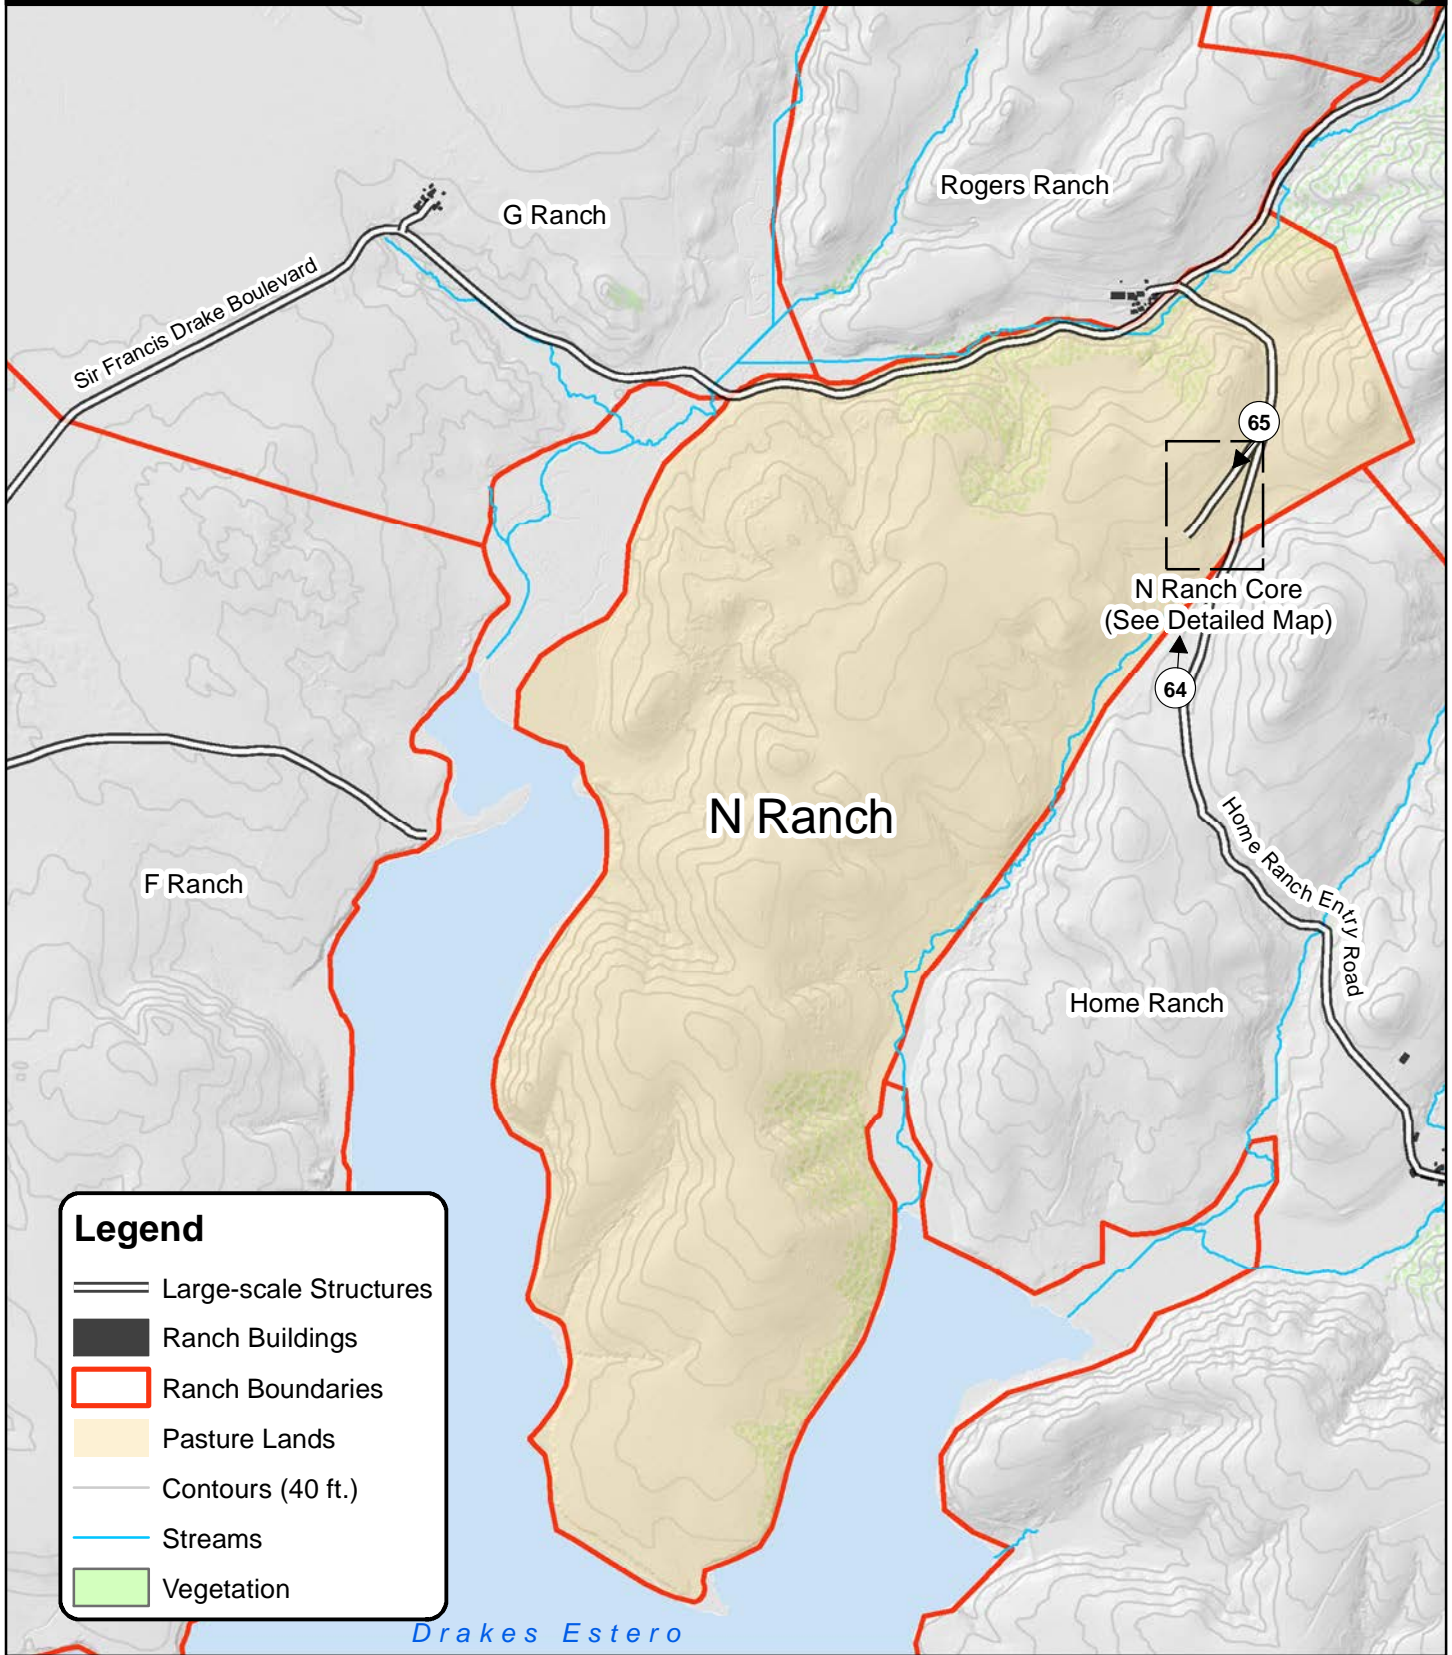 Rogers Ranch
G Ranch
Sir Francis Drake Boulevard
65
N Ranch Core
(See Detailed Map)
64
N Ranch
Home Ranch Entry Road
F Ranch
Home Ranch
Legend
Large-scale Structures
Ranch Buildings
Ranch Boundaries
Pasture Lands
Contours (40 ft.)
Streams
Vegetation
Drakes Estero